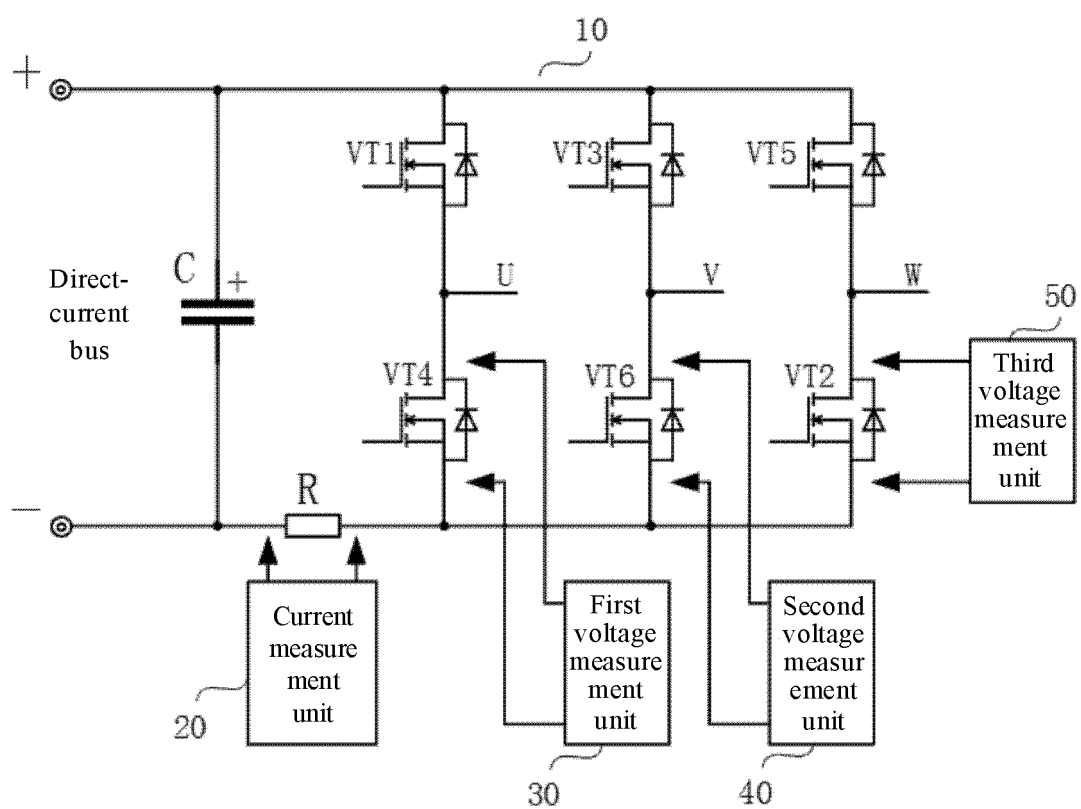 10
+
VT1
VT3
VT5
Direct-
current
bus
C
+
U
V
W
50
VT4
VT6
VT2
Third
voltage
measure
ment
unit
R
−
Current
measure
ment
unit
First
voltage
measure
ment
unit
Second
voltage
measur
ement
unit
20
30
40